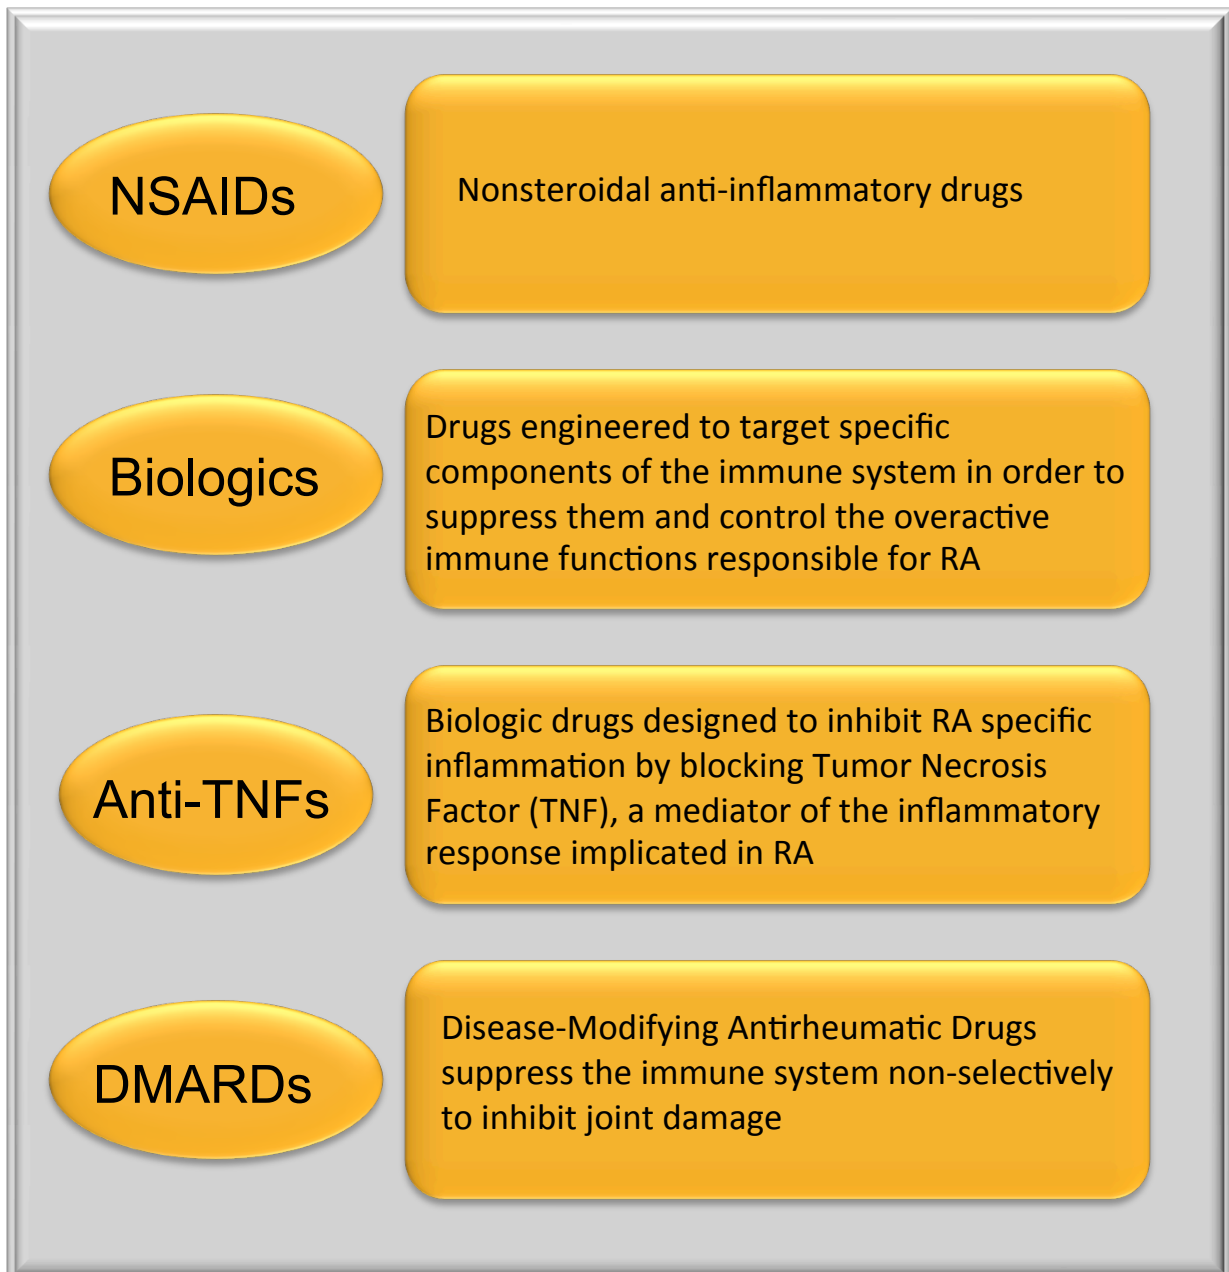 NSAIDs
Nonsteroidal anti-inflammatory drugs
Biologics
Drugs engineered to target specific
components of the immune system in order to
suppress them and control the overactive
immune functions responsible for RA
Anti-TNFs
Biologic drugs designed to inhibit RA specific
inflammation by blocking Tumor Necrosis
Factor (TNF), a mediator of the inflammatory
response implicated in RA
DMARDs
Disease-Modifying Antirheumatic Drugs
suppress the immune system non-selectively
to inhibit joint damage